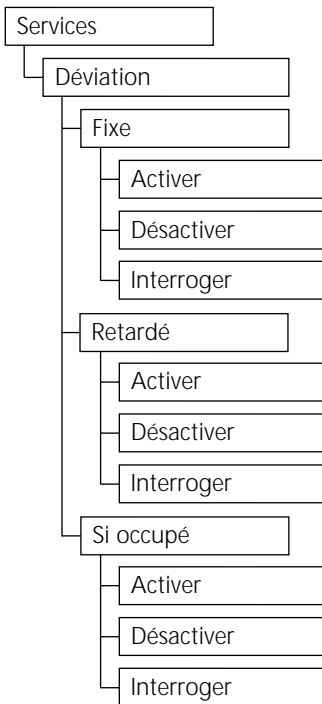 Services
Déviation
Fixe
Activer
Désactiver
Interroger
Retardé
Activer
Désactiver
Interroger
Si occupé
Activer
Désactiver
Interroger